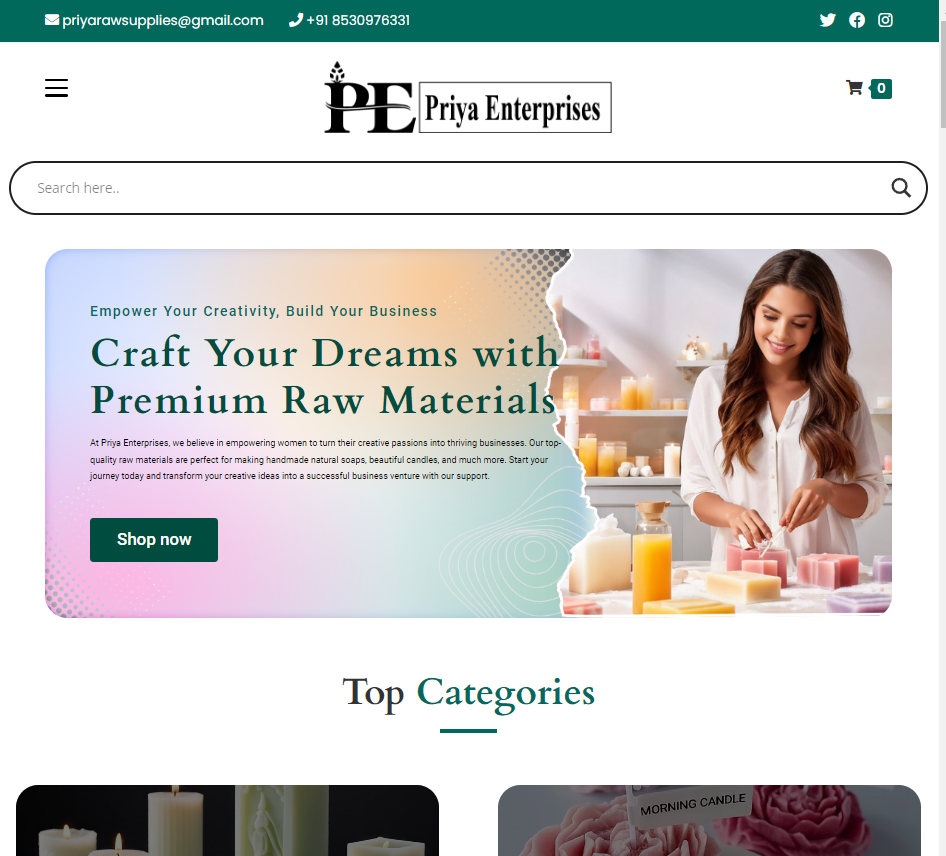 priyarawsupplies@gmail.com +91 8530976331
PE Priya Enterprises
0
Search here..
Empower Your Creativity, Build Your Business
Craft Your Dreams with
Premium Raw Materials
At Priya Enterprises, we believe in empowering women to turn their creative passions into thriving businesses. Our top-
quality raw materials are perfect for making handmade natural soaps, beautiful candles, and much more. Start your
journey today and transform your creative ideas into a successful business venture with our support.
Shop now
Top Categories
MORNING CANDLE